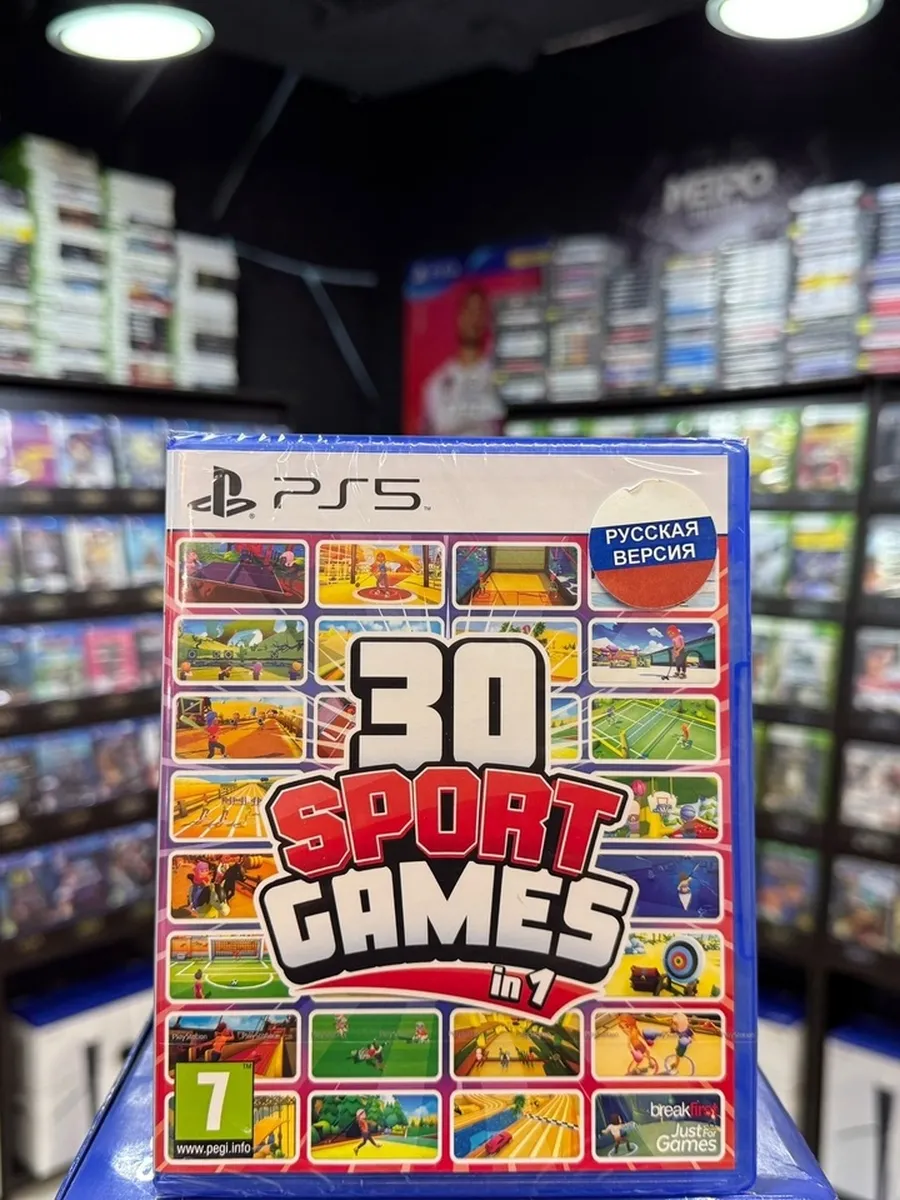 PS5
РУССКАЯ
ВЕРСИЯ
30
SPORT
GAMES
in 1
7
www.pegi.info
breakfirst
Just For
Games